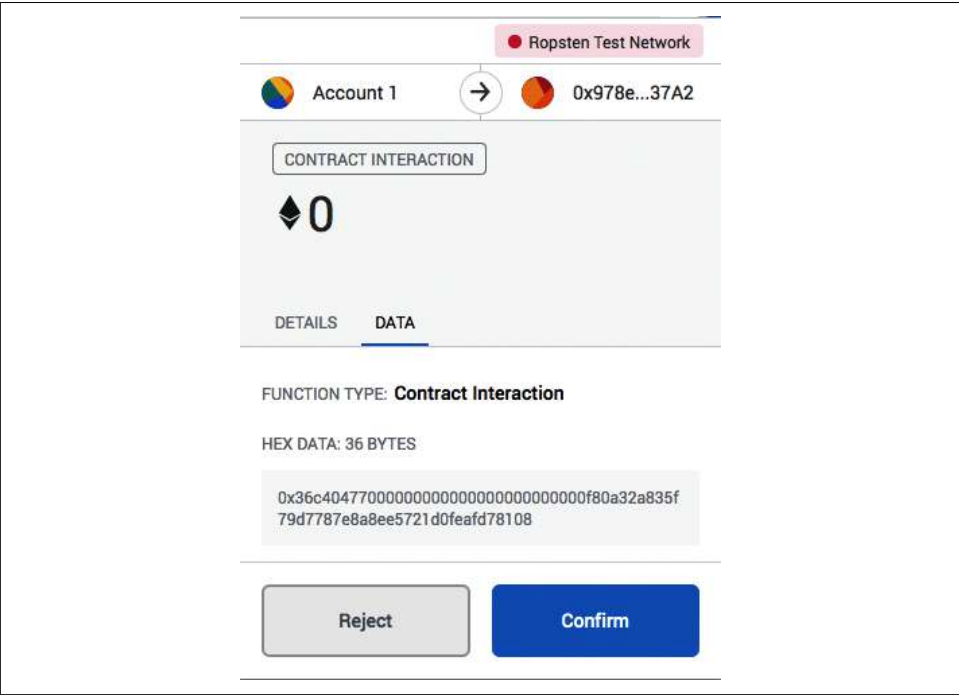 Ropsten Test Network
Account 1
0x978e...37A2
CONTRACT INTERACTION
0
DETAILS
DATA
FUNCTION TYPE: Contract Interaction
HEX DATA: 36 BYTES
0x36c40477000000000000000000000000f80a32a835f
79d7787e8a8ee5721d0feafd78108
Reject
Confirm